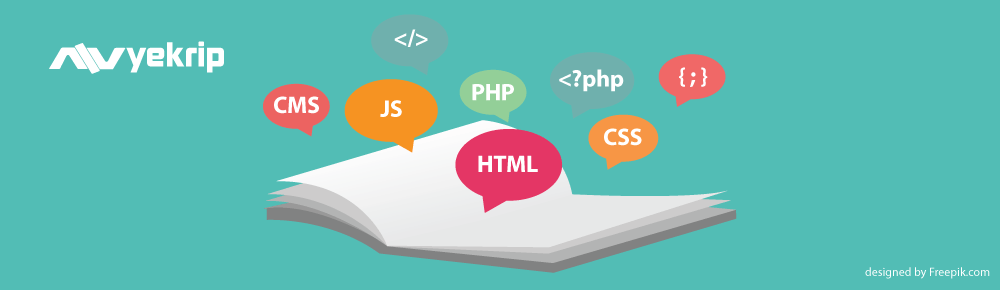 yekrip
</>
CMS
JS
PHP
<?php
{;}
CSS
HTML
designed by Freepik.com